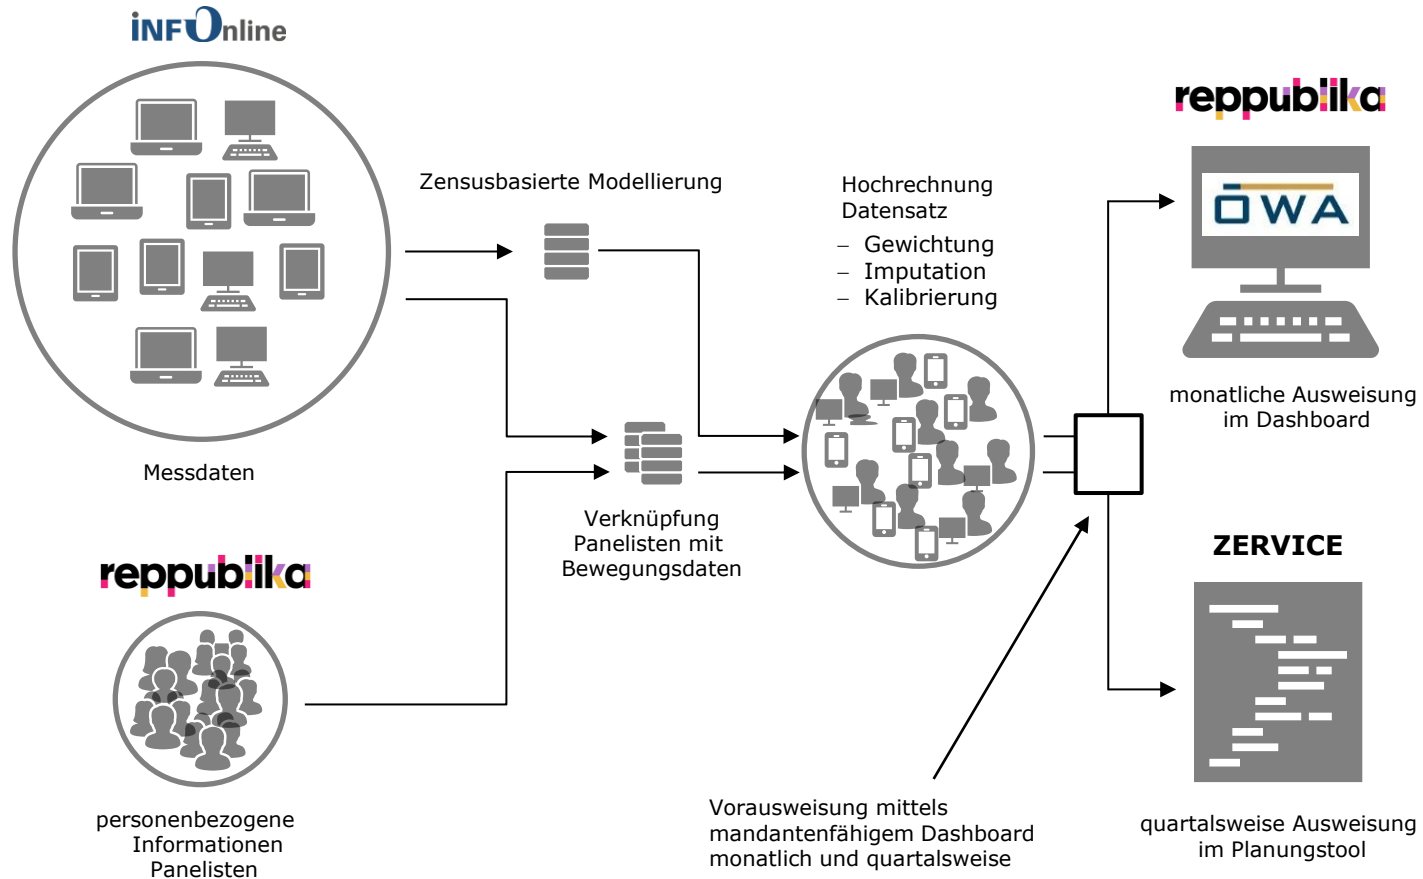 INFOnline
Messdaten
reppublika
personenbezogene
Informationen
Panelisten
Zensusbasierte Modellierung
Verknüpfung
Panelisten mit
Bewegungsdaten
Hochrechnung
Datensatz
– Gewichtung
– Imputation
– Kalibrierung
Vorausweisung mittels
mandantenfähigem Dashboard
monatlich und quartalsweise
reppublika
ÖWA
monatliche Ausweisung
im Dashboard
ZERVICE
quartalsweise Ausweisung
im Planungstool